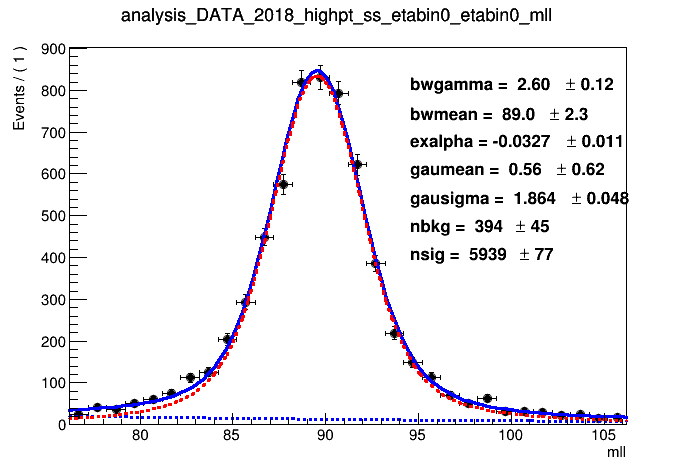 analysis_DATA_2018_highpt_ss_etabin0_etabin0_mll
Events / ( 1 )
900
800
700
600
500
400
300
200
100
0
bwgamma = 2.60 ± 0.12
bwmean = 89.0 ± 2.3
exalpha = -0.0327 ± 0.011
gaumean = 0.56 ± 0.62
gausigma = 1.864 ± 0.048
nbkg = 394 ± 45
nsig = 5939 ± 77
80 85 90 95 100 105
mll